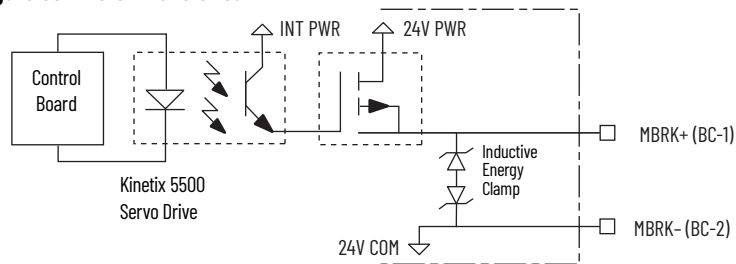 INT PWR
24V PWR
Control
Board
Kinetix 5500
Servo Drive
Inductive
Energy
Clamp
MBRK+ (BC-1)
MBRK– (BC-2)
24V COM